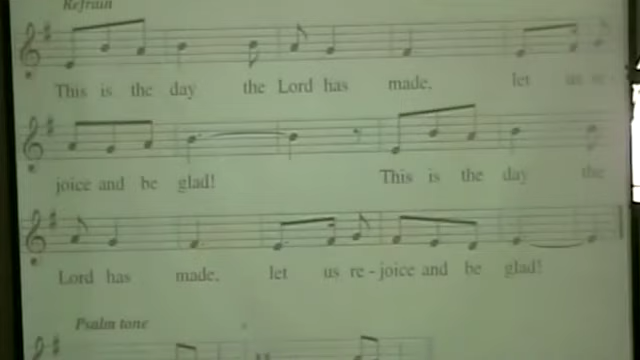 Refrain
This is the day the Lord has made, let us re-
joice and be glad! This is the day the
Lord has made, let us re-joice and be glad!
Psalm tone